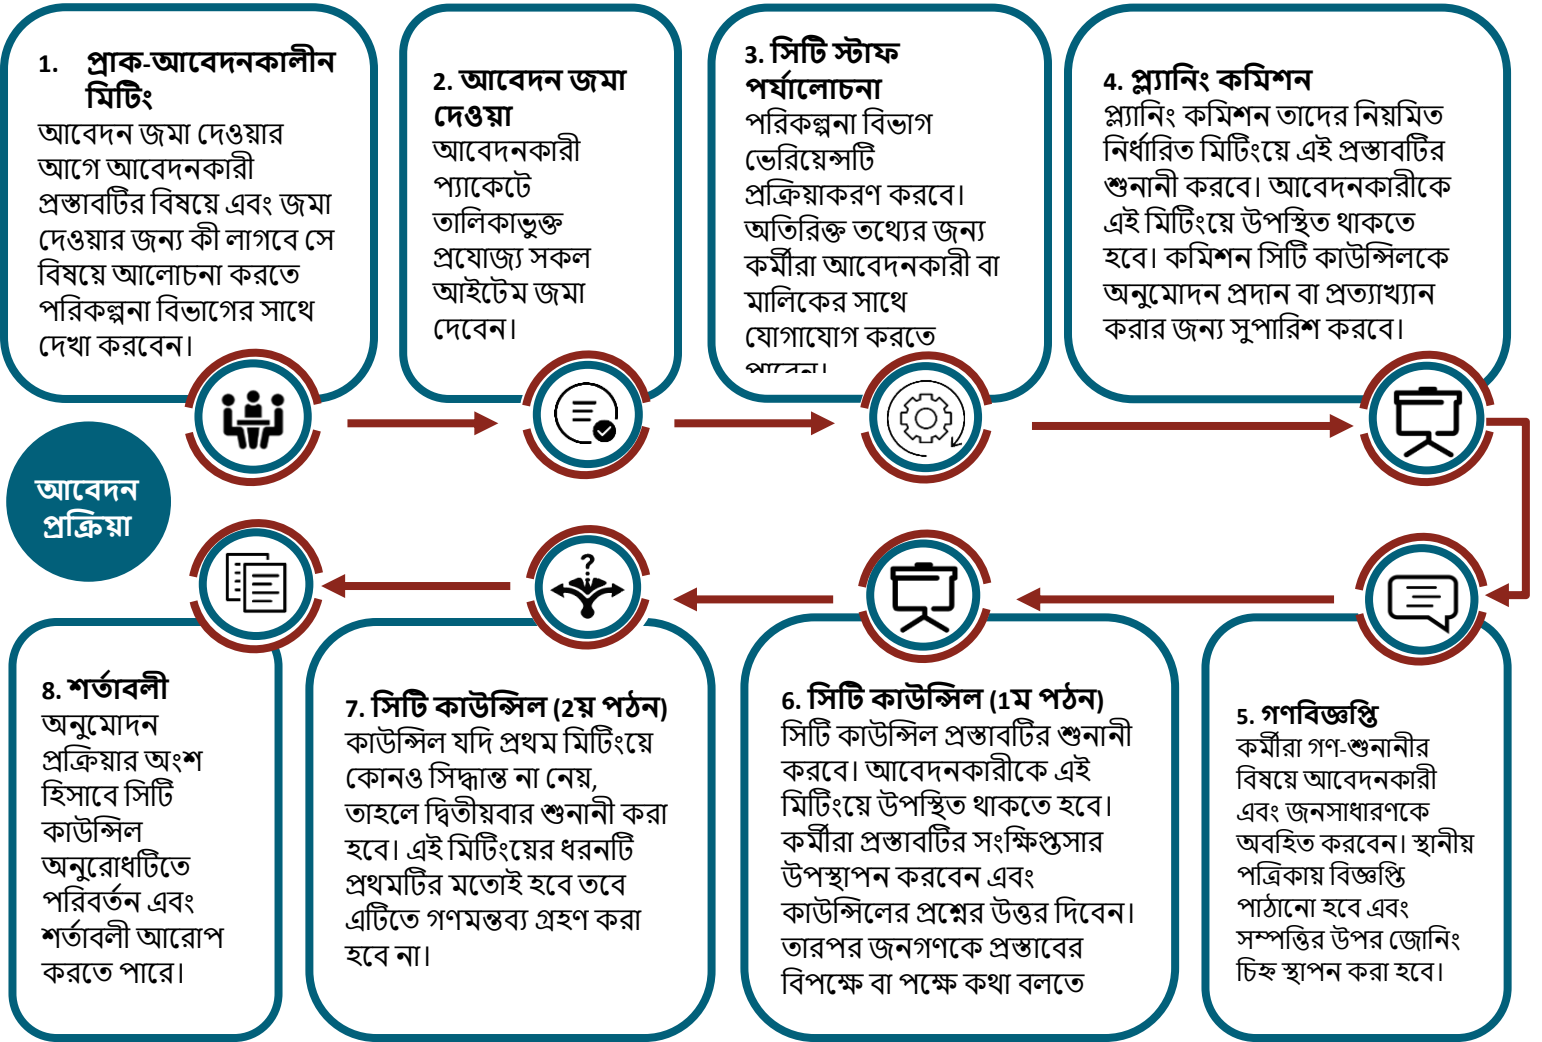 1. প্রাক-আবেদনকালীন
মিটিং
আবেদন জমা দেওয়ার
আগে আবেদনকারী
প্রস্তাবটির বিষয়ে এবং জমা
দেওয়ার জন্য কী লাগবে সে
বিষয়ে আলোচনা করতে
পরিকল্পনা বিভাগের সাথে
দেখা করবেন।
2. আবেদন জমা
দেওয়া
আবেদনকারী
প্যাকেটে
তালিকাভুক্ত
প্রযোজ্য সকল
আইটেম জমা
দেবেন।
3. সিটি স্টাফ
পর্যালোচনা
পরিকল্পনা বিভাগ
ভেরিয়েন্সটি
প্রক্রিয়াকরণ করবে।
অতিরিক্ত তথ্যের জন্য
কর্মীরা আবেদনকারী বা
মালিকের সাথে
যোগাযোগ করতে
পারেন।
4. প্ল্যানিং কমিশন
প্ল্যানিং কমিশন তাদের নিয়মিত
নির্ধারিত মিটিংয়ে এই প্রস্তাবটির
শুনানী করবে। আবেদনকারীকে
এই মিটিংয়ে উপস্থিত থাকতে
হবে। কমিশন সিটি কাউন্সিলকে
অনুমোদন প্রদান বা প্রত্যাখ্যান
করার জন্য সুপারিশ করবে।
আবেদন
প্রক্রিয়া
5. গণবিজ্ঞপ্তি
কর্মীরা গণ-শুনানীর
বিষয়ে আবেদনকারী
এবং জনসাধারণকে
অবহিত করবেন। স্থানীয়
পত্রিকায় বিজ্ঞপ্তি
পাঠানো হবে এবং
সম্পত্তির উপর জোনিং
চিহ্ন স্থাপন করা হবে।
6. সিটি কাউন্সিল (1ম পঠন)
সিটি কাউন্সিল প্রস্তাবটির শুনানী
করবে। আবেদনকারীকে এই
মিটিংয়ে উপস্থিত থাকতে হবে।
কর্মীরা প্রস্তাবটির সংক্ষিপ্তসার
উপস্থাপন করবেন এবং
কাউন্সিলের প্রশ্নের উত্তর দিবেন।
তারপর জনগণকে প্রস্তাবের
বিপক্ষে বা পক্ষে কথা বলতে
7. সিটি কাউন্সিল (2য় পঠন)
কাউন্সিল যদি প্রথম মিটিংয়ে
কোনও সিদ্ধান্ত না নেয়,
তাহলে দ্বিতীয়বার শুনানী করা
হবে। এই মিটিংয়ের ধরনটি
প্রথমটির মতোই হবে তবে
এটিতে গণমন্তব্য গ্রহণ করা
হবে না।
8. শর্তাবলী
অনুমোদন
প্রক্রিয়ার অংশ
হিসাবে সিটি
কাউন্সিল
অনুরোধটিতে
পরিবর্তন এবং
শর্তাবলী আরোপ
করতে পারে।
?